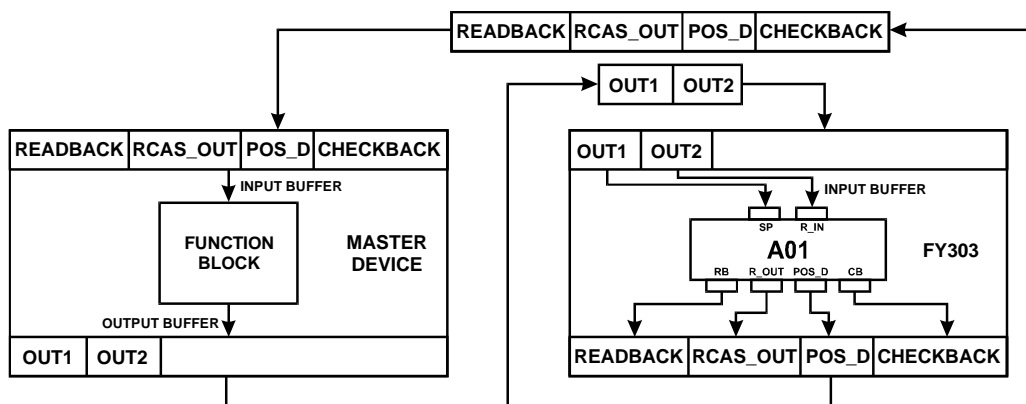 READBACK RCAS_OUT POS_D CHECKBACK
OUT1 OUT2
READBACK RCAS_OUT POS_D CHECKBACK
INPUT BUFFER
FUNCTION
BLOCK
MASTER
DEVICE
OUTPUT BUFFER
OUT1 OUT2
OUT1 OUT2
INPUT BUFFER
SP R_IN
A01
FY303
RB R_OUT POS_D CB
READBACK RCAS_OUT POS_D CHECKBACK